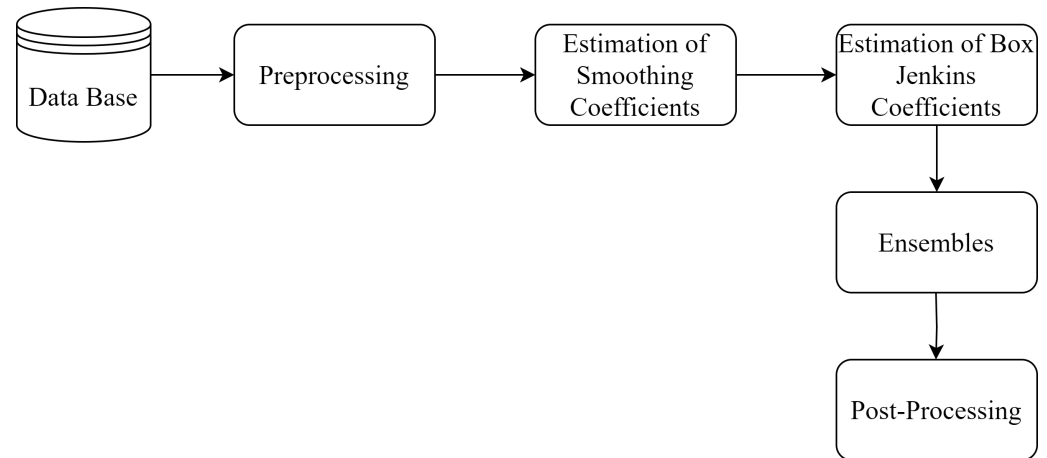 Data Base
Preprocessing
Estimation of
Smoothing
Coefficients
Estimation of Box
Jenkins
Coefficients
Ensembles
Post-Processing